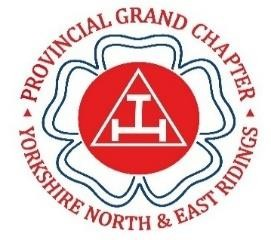 PROVINCIAL GRAND CHAPTER
YORKSHIRE NORTH & EAST RIDINGS